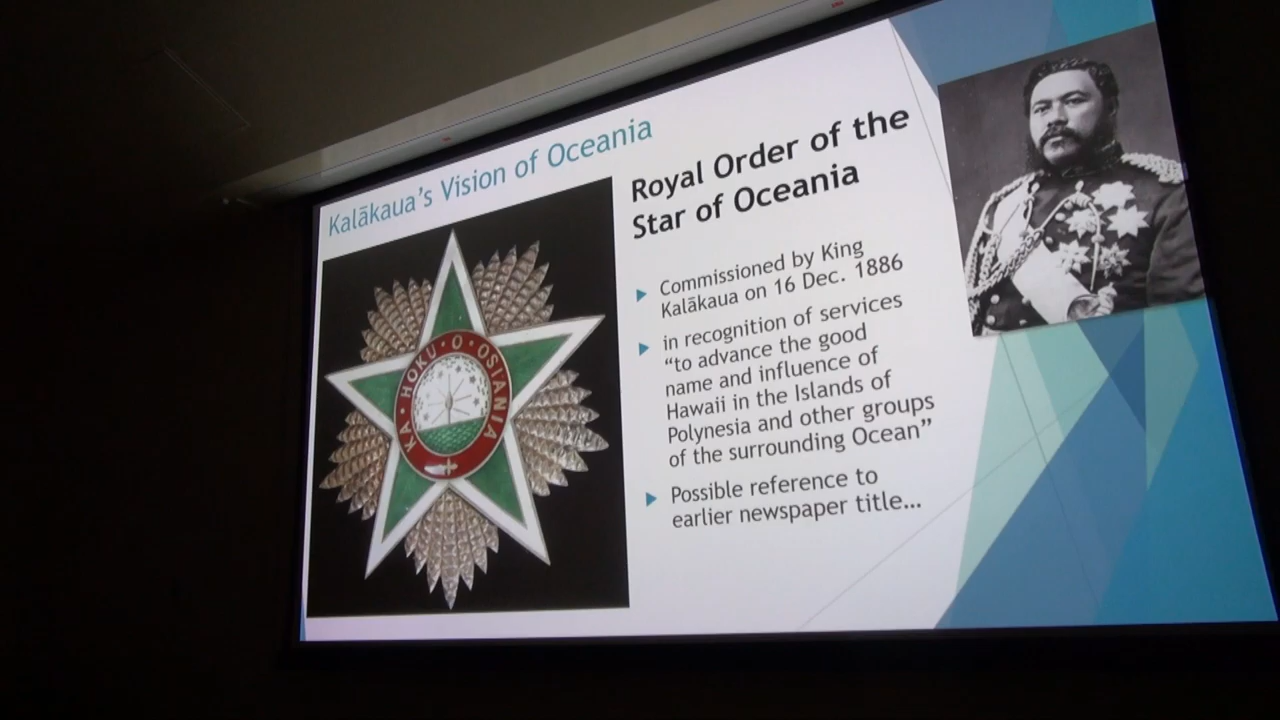 Kalākaua's Vision of Oceania
KA · HOKU · O · OSIANIA
Royal Order of the
Star of Oceania
Commissioned by King
Kalākaua on 16 Dec. 1886
in recognition of services
“to advance the good
name and influence of
Hawaii in the Islands of
Polynesia and other groups
of the surrounding Ocean”
Possible reference to
earlier newspaper title...